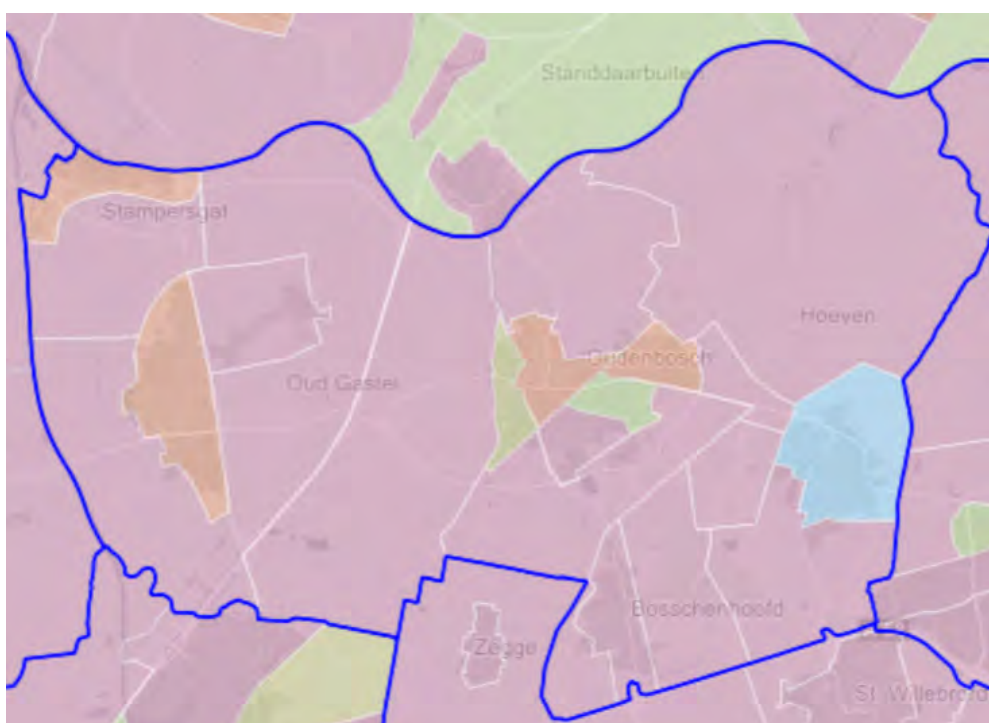 Standdaarbuiten
Stampersgat
Hoeven
Oudenbosch
Oud Gastel
Bosschenhoofd
Zegge
St. Willebrord